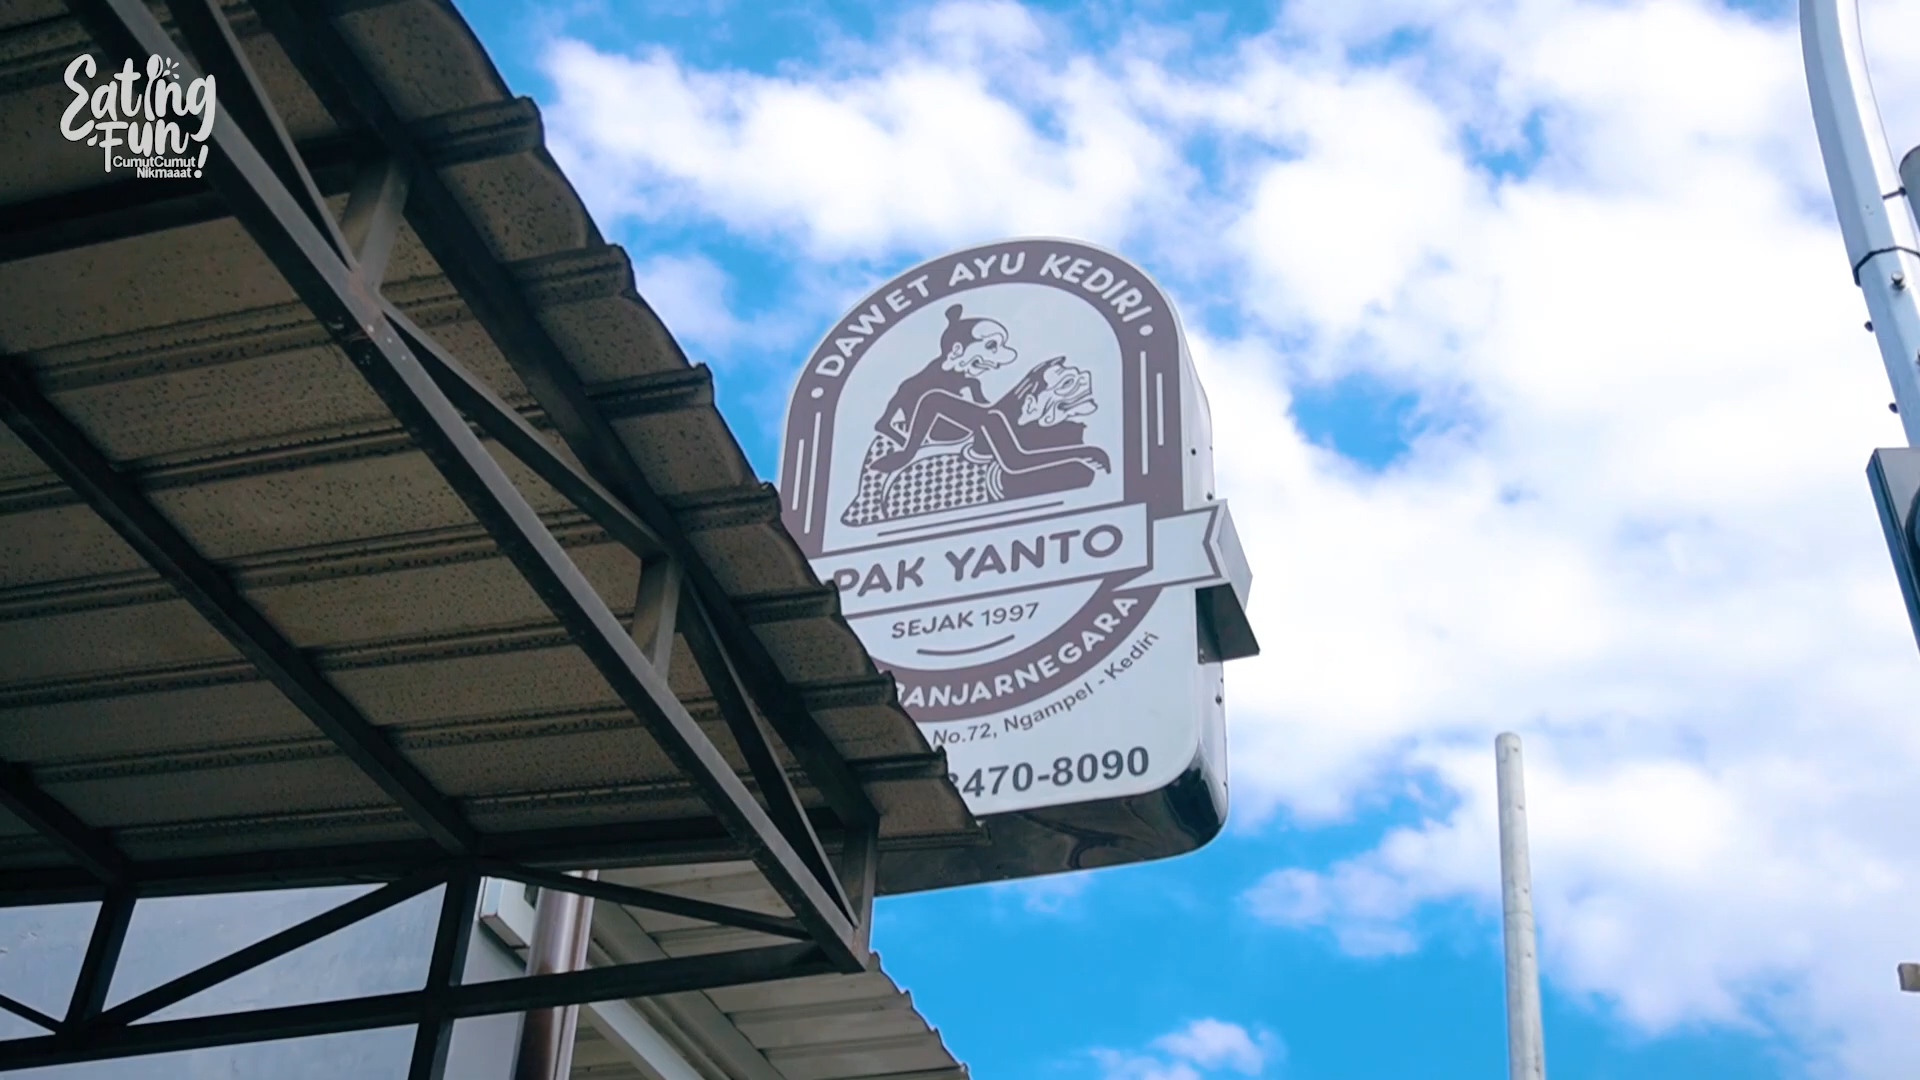 Eating
Fun!
CumutCumut
Nikmaaat
• DAWET AYU KEDIRI •
PAK YANTO
SEJAK 1997
BANJARNEGARA
No.72, Ngampel - Kediri
3470-8090